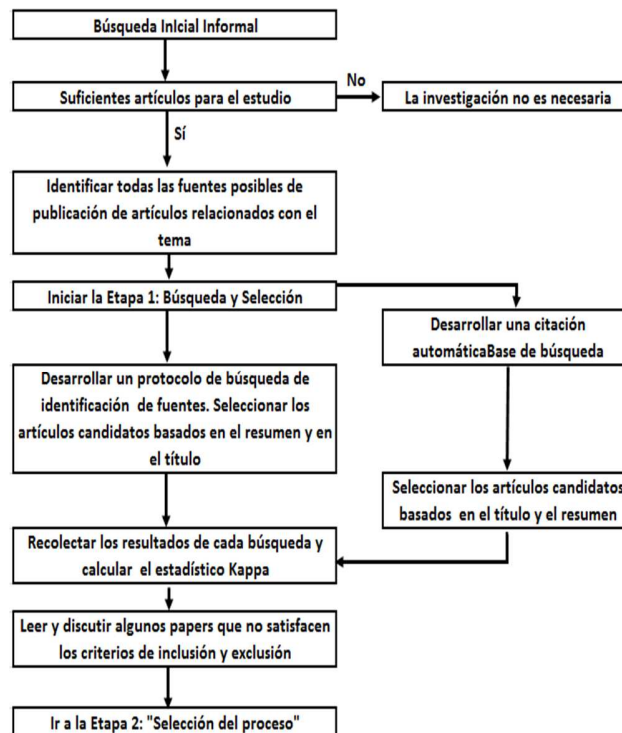 Búsqueda Inicial Informal
Suficientes artículos para el estudio
No
La investigación no es necesaria
Sí
Identificar todas las fuentes posibles de
publicación de artículos relacionados con el
tema
Iniciar la Etapa 1: Búsqueda y Selección
Desarrollar una citación
automáticaBase de búsqueda
Desarrollar un protocolo de búsqueda de
identificación de fuentes. Seleccionar los
artículos candidatos basados en el resumen y en
el título
Seleccionar los artículos candidatos
basados en el título y el resumen
Recolectar los resultados de cada búsqueda y
calcular el estadístico Kappa
Leer y discutir algunos papers que no satisfacen
los criterios de inclusión y exclusión
Ir a la Etapa 2: "Selección del proceso"